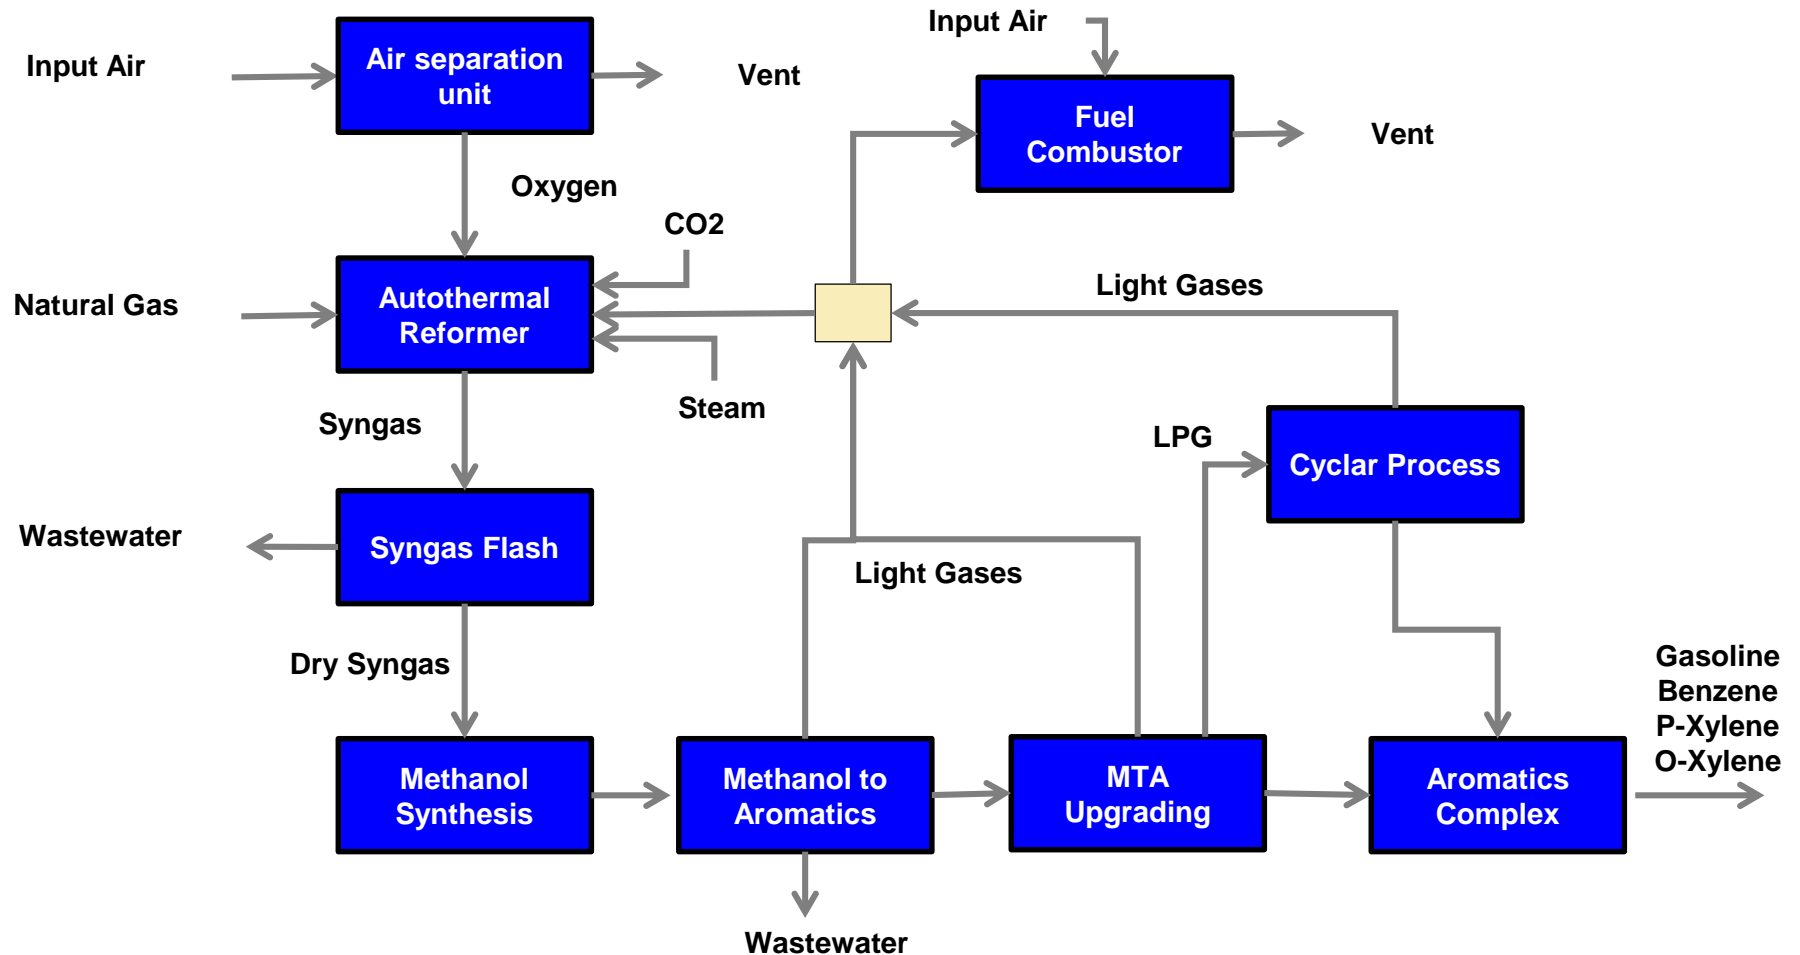 Input Air
Air separation
unit
Vent
Input Air
Fuel
Combustor
Vent
Oxygen
CO2
Natural Gas
Autothermal
Reformer
Light Gases
Steam
Syngas
LPG
Cyclar Process
Wastewater
Syngas Flash
Light Gases
Dry Syngas
Gasoline
Benzene
P-Xylene
O-Xylene
Methanol
Synthesis
Methanol to
Aromatics
MTA
Upgrading
Aromatics
Complex
Wastewater